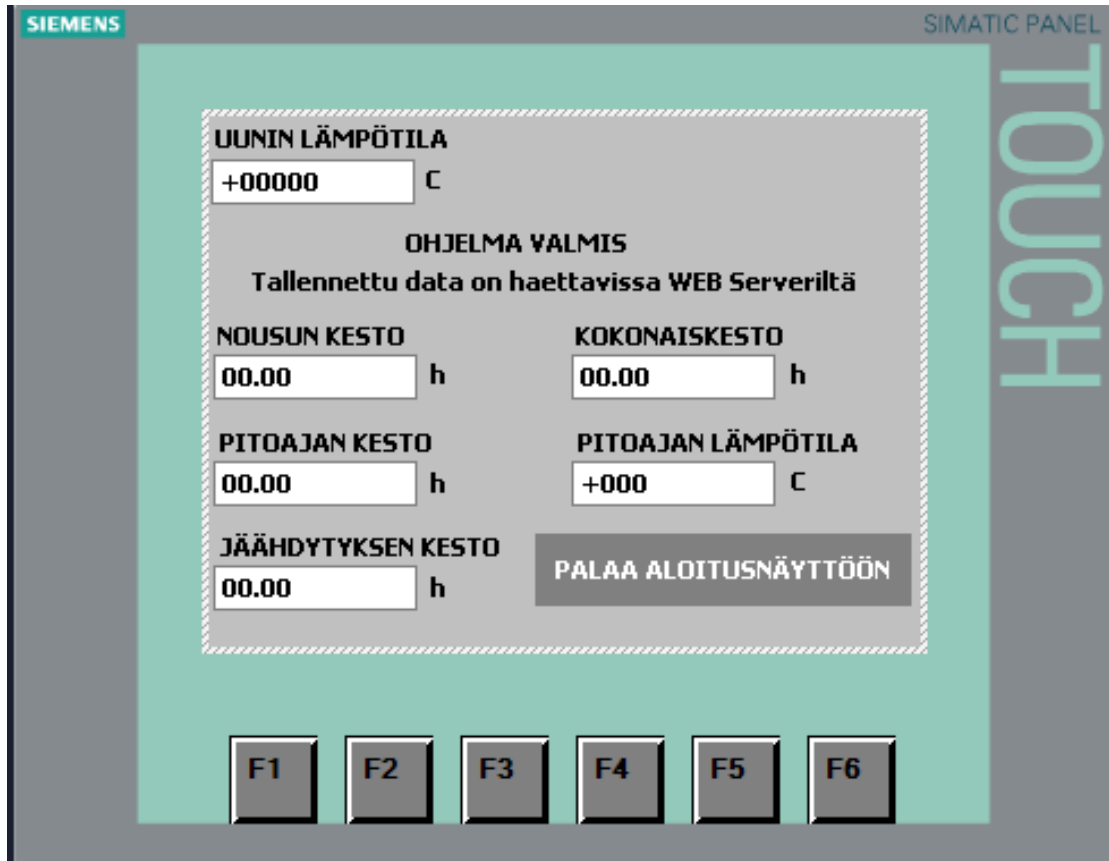 SIEMENS
SIMATIC PANEL
TOUCH
UUNIN LÄMPÖTILA
+00000 C
OHJELMA VALMIS
Tallennettu data on haettavissa WEB Serveriltä
NOUSUN KESTO KOKONAISKESTO
00.00 h 00.00 h
PITOAJAN KESTO PITOAJAN LÄMPÖTILA
00.00 h +000 C
JÄÄHDYTYKSEN KESTO
00.00 h
PALAA ALOITUSNÄYTTÖÖN
F1 F2 F3 F4 F5 F6